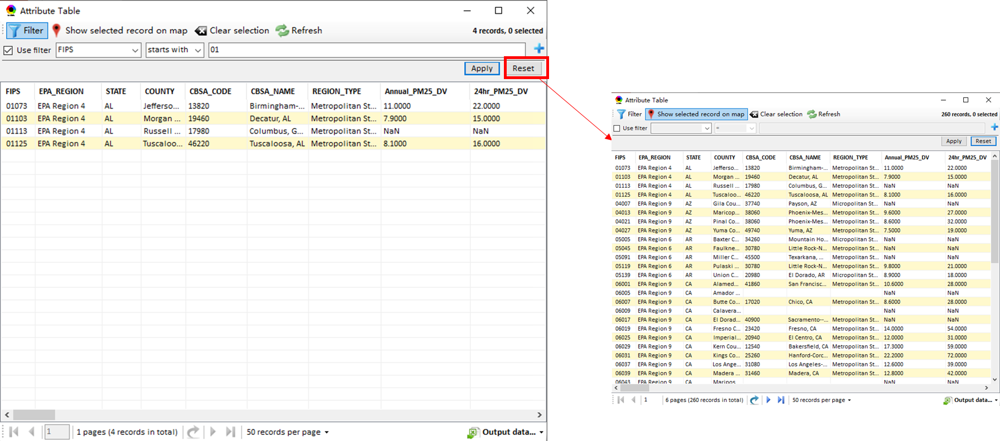 Attribute Table
Filter Show selected record on map Clear selection Refresh 4 records, 0 selected
Use filter FIPS starts with 01
Apply Reset
FIPS EPA_REGION STATE COUNTY CBSA_CODE CBSA_NAME REGION_TYPE Annual_PM25_DV 24hr_PM25_DV
01073 EPA Region 4 AL Jefferso... 13820 Birmingham-... Metropolitan St... 11.0000 22.0000
01103 EPA Region 4 AL Morgan ... 19460 Decatur, AL Metropolitan St... 7.9000 15.0000
01113 EPA Region 4 AL Russell ... 17980 Columbus, G... Metropolitan St... NaN NaN
01125 EPA Region 4 AL Tuscaloo... 46220 Tuscaloosa, AL Metropolitan St... 8.1000 16.0000
1 1 pages (4 records in total) 50 records per page Output data...
Attribute Table
Filter Show selected record on map Clear selection Refresh 260 records, 0 selected
Use filter =
Apply Reset
FIPS EPA_REGION STATE COUNTY CBSA_CODE CBSA_NAME REGION_TYPE Annual_PM25_DV 24hr_PM25_DV
01073 EPA Region 4 AL Jefferso... 13820 Birmingham-... Metropolitan St... 11.0000 22.0000
01103 EPA Region 4 AL Morgan ... 19460 Decatur, AL Metropolitan St... 7.9000 15.0000
01113 EPA Region 4 AL Russell ... 17980 Columbus, G... Metropolitan St... NaN NaN
01125 EPA Region 4 AL Tuscaloo... 46220 Tuscaloosa, AL Metropolitan St... 8.1000 16.0000
04007 EPA Region 9 AZ Gila Cou... 37740 Payson, AZ Micropolitan St... NaN NaN
04013 EPA Region 9 AZ Maricop... 38060 Phoenix-Mes... Metropolitan St... 9.6000 27.0000
04021 EPA Region 9 AZ Pinal Co... 38060 Phoenix-Mes... Metropolitan St... 8.6000 32.0000
04027 EPA Region 9 AZ Yuma Co... 49740 Yuma, AZ Metropolitan St... 7.5000 19.0000
05005 EPA Region 6 AR Baxter C... 34260 Mountain Ho... Micropolitan St... NaN NaN
05045 EPA Region 6 AR Faulkne... 30780 Little Rock-N... Metropolitan St... NaN NaN
05091 EPA Region 6 AR Miller C... 45500 Texarkana, ... Metropolitan St... NaN NaN
05119 EPA Region 6 AR Pulaski ... 30780 Little Rock-N... Metropolitan St... 9.8000 21.0000
05139 EPA Region 6 AR Union C... 20980 El Dorado, AR Micropolitan St... 8.9000 18.0000
06001 EPA Region 9 CA Alamed... 41860 San Francisc... Metropolitan St... 10.6000 28.0000
06005 EPA Region 9 CA Amador ... NaN NaN
06007 EPA Region 9 CA Butte Co... 17020 Chico, CA Metropolitan St... 8.6000 28.0000
06009 EPA Region 9 CA Calavera... NaN NaN
06017 EPA Region 9 CA El Dorad... 40900 Sacramento--... Metropolitan St... NaN NaN
06019 EPA Region 9 CA Fresno C... 23420 Fresno, CA Metropolitan St... 14.0000 54.0000
06025 EPA Region 9 CA Imperial... 20940 El Centro, CA Metropolitan St... 12.0000 31.0000
06029 EPA Region 9 CA Kern Cou... 12540 Bakersfield, CA Metropolitan St... 17.3000 59.0000
06031 EPA Region 9 CA Kings Co... 25260 Hanford-Corc... Metropolitan St... 22.2000 72.0000
06037 EPA Region 9 CA Los Ange... 31080 Los Angeles-... Metropolitan St... 12.6000 39.0000
06039 EPA Region 9 CA Madera ... 31460 Madera, CA Metropolitan St... 12.8000 42.0000
06043 EPA Region 9 CA Maripos NaN NaN
1 6 pages (260 records in total) 50 records per page Output data...